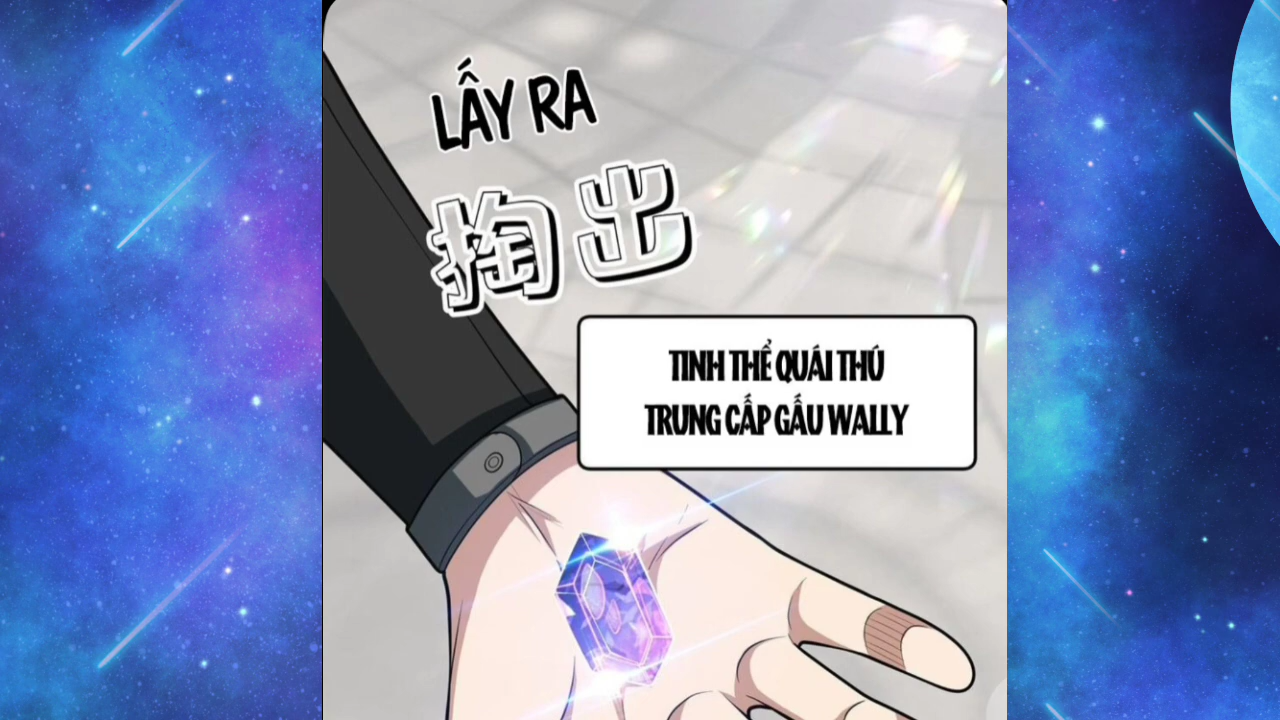 LẤY RA
掏出
TINH THỂ QUÁI THÚ
TRUNG CẤP GẤU WALLY